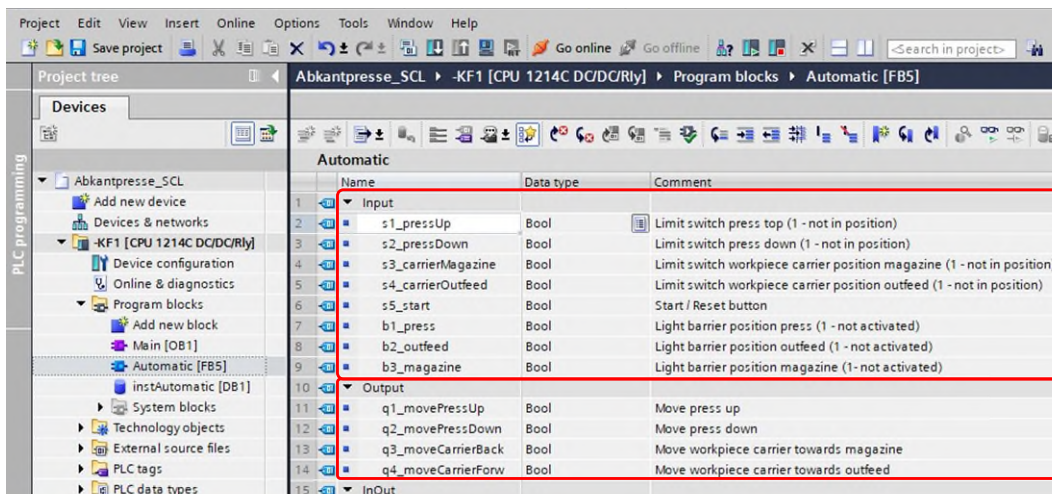 Project Edit View Insert Online Options Tools Window Help
Save project Go online Go offline <Search in project>
Project tree
Abkantpresse_SCL -KF1 [CPU 1214C DC/DC/Rly] Program blocks Automatic [FB5]
Devices
PLC programming
Automatic
Name Data type Comment
Abkantpresse_SCL
Add new device
Devices & networks
-KF1 [CPU 1214C DC/DC/Rly]
Device configuration
Online & diagnostics
Program blocks
Add new block
Main [OB1]
Automatic [FB5]
instAutomatic [DB1]
System blocks
Technology objects
External source files
PLC tags
PLC data types
1 Input
2 s1_pressUp Bool Limit switch press top (1 - not in position)
3 s2_pressDown Bool Limit switch press down (1 - not in position)
4 s3_carrierMagazine Bool Limit switch workpiece carrier position magazine (1 - not in position
5 s4_carrierOutfeed Bool Limit switch workpiece carrier position outfeed (1 - not in position)
6 s5_start Bool Start / Reset button
7 b1_press Bool Light barrier position press (1 - not activated)
8 b2_outfeed Bool Light barrier position outfeed (1 - not activated)
9 b3_magazine Bool Light barrier position magazine (1- not activated)
10 Output
11 q1_movePressUp Bool Move press up
12 q2_movePressDown Bool Move press down
13 q3_moveCarrierBack Bool Move workpiece carrier towards magazine
14 q4_moveCarrierForw Bool Move workpiece carrier towards outfeed
15 InOut